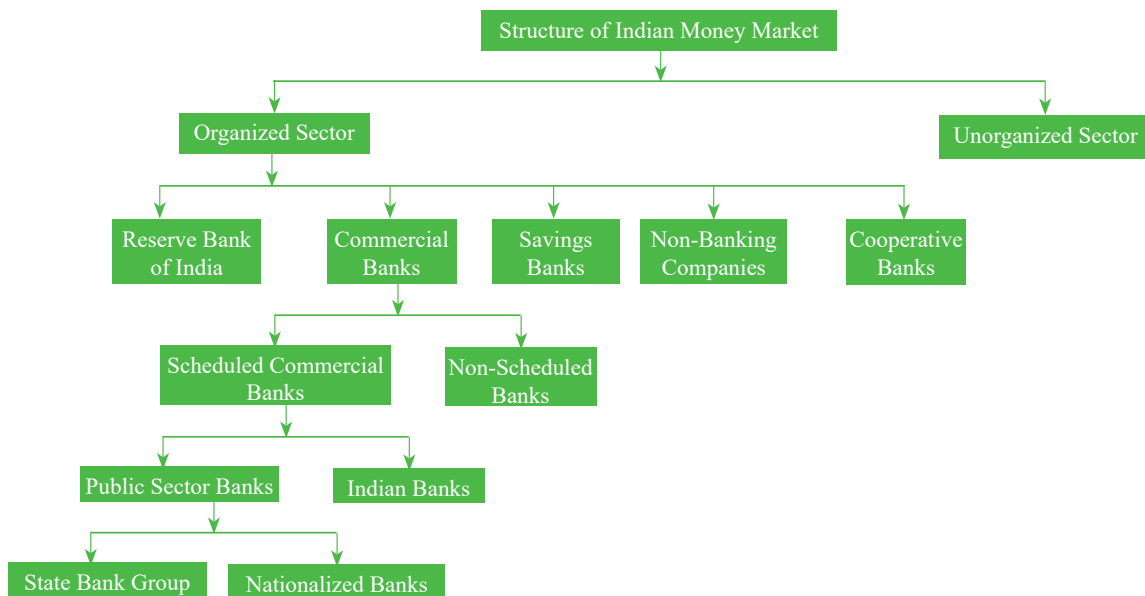 Structure of Indian Money Market
Organized Sector
Unorganized Sector
Reserve Bank
of India
Commercial
Banks
Savings
Banks
Non-Banking
Companies
Cooperative
Banks
Scheduled Commercial
Banks
Non-Scheduled
Banks
Public Sector Banks
Indian Banks
State Bank Group
Nationalized Banks